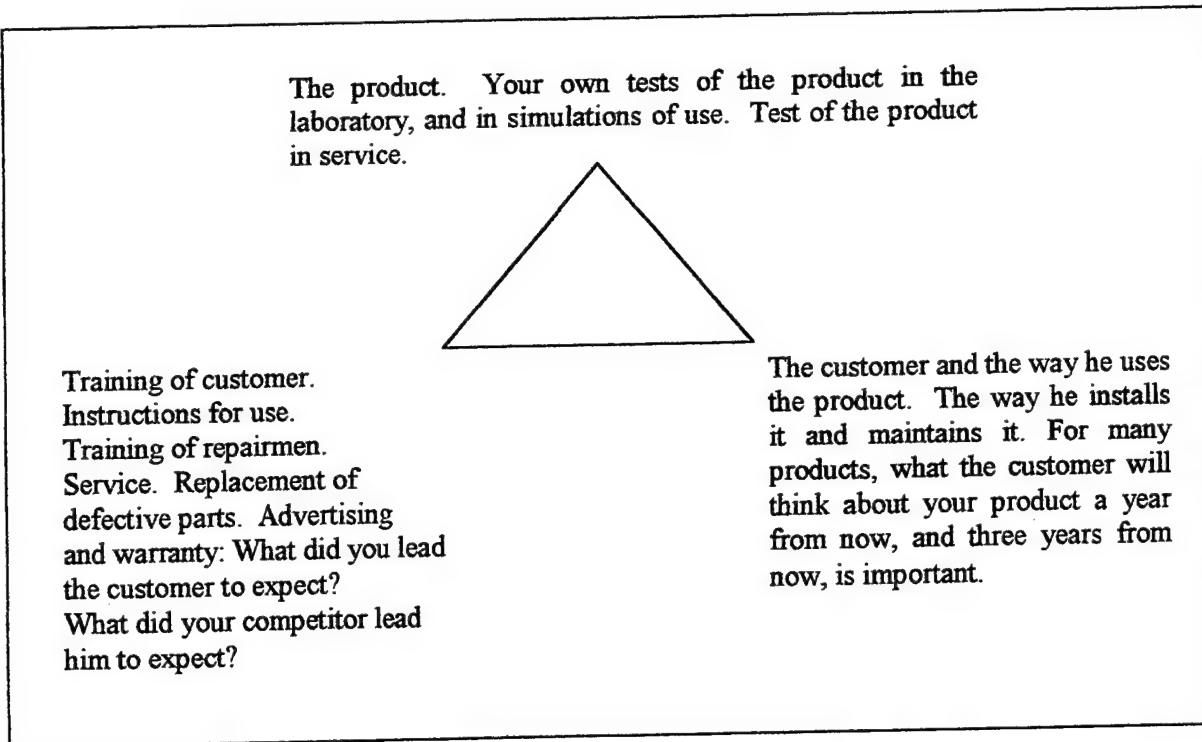 The product. Your own tests of the product in the
laboratory, and in simulations of use. Test of the product
in service.
Training of customer.
Instructions for use.
Training of repairmen.
Service. Replacement of
defective parts. Advertising
and warranty: What did you lead
the customer to expect?
What did your competitor lead
him to expect?
The customer and the way he uses
the product. The way he installs
it and maintains it. For many
products, what the customer will
think about your product a year
from now, and three years from
now, is important.